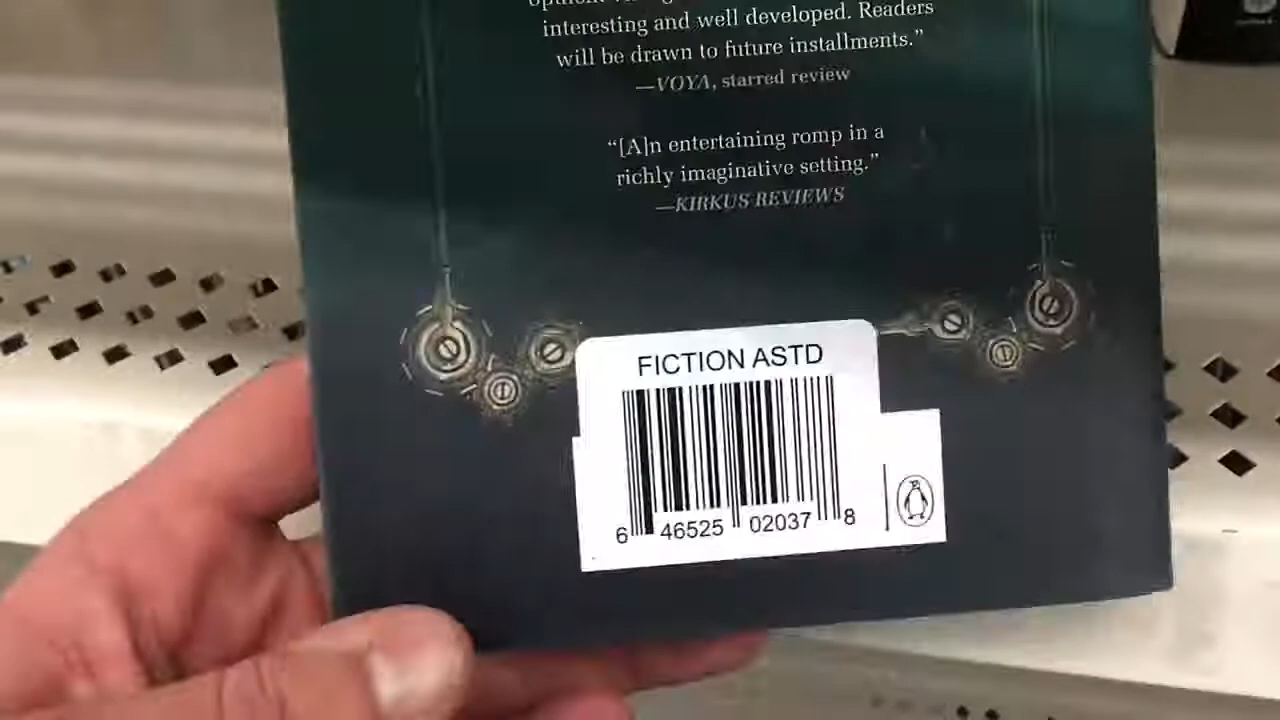 interesting and well developed. Readers
will be drawn to future installments.”
—VOYA, starred review
“[A]n entertaining romp in a
richly imaginative setting.”
—KIRKUS REVIEWS
FICTION ASTD
6 46525 02037 8